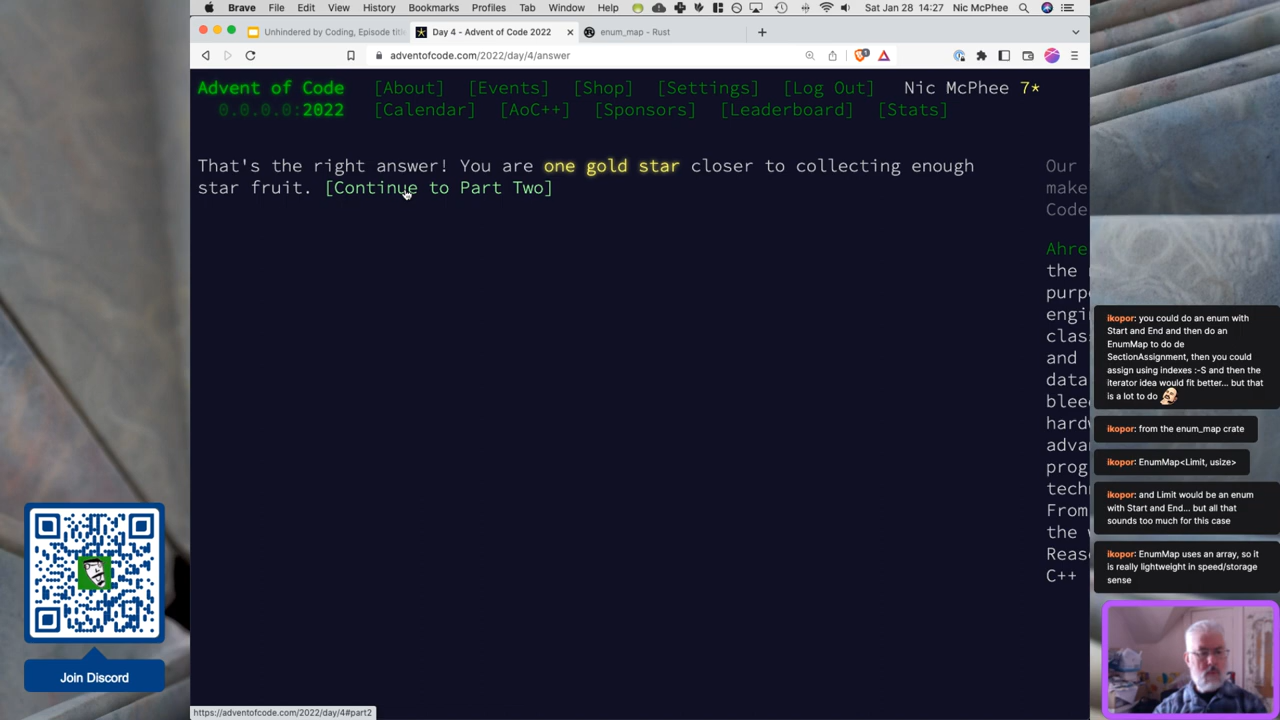 Brave File Edit View History Bookmarks Profiles Tab Window Help Sat Jan 28 14:27 Nic McPhee
Unhindered by Coding, Episode title
Day 4 - Advent of Code 2022
enum_map - Rust
adventofcode.com/2022/day/4/answer
Advent of Code [About] [Events] [Shop] [Settings] [Log Out] Nic McPhee 7*
0.0.0.0:2022 [Calendar] [AoC++] [Sponsors] [Leaderboard] [Stats]
That's the right answer! You are one gold star closer to collecting enough
star fruit. [Continue to Part Two]
Our
make
Code
Ahre
the
purp
engi
clas
and
data
blee
hard
adva
prog
tech
From
the
Reas
C++
ikopor: you could do an enum with
Start and End and then do an
EnumMap to do de
SectionAssignment, then you could
assign using indexes :-S and then the
iterator idea would fit better... but that
is a lot to do
ikopor: from the enum_map crate
ikopor: EnumMap<Limit, usize>
ikopor: and Limit would be an enum
with Start and End... but all that
sounds too much for this case
ikopor: EnumMap uses an array, so it
is really lightweight in speed/storage
sense
Join Discord
https://adventofcode.com/2022/day/4#part2